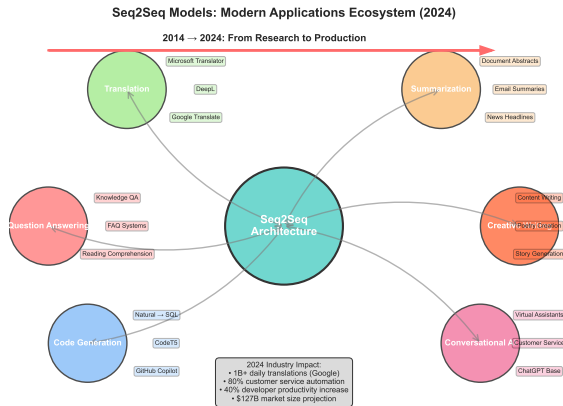 Seq2Seq Models: Modern Applications Ecosystem (2024)
2014 → 2024: From Research to Production
Translation
Microsoft Translator
DeepL
Google Translate
Summarization
Document Abstracts
Email Summaries
News Headlines
Question Answering
Knowledge QA
FAQ Systems
Reading Comprehension
Seq2Seq
Architecture
Content Writing
Poetry Creation
Story Generation
Code Generation
Natural → SQL
CodeT5
GitHub Copilot
Conversational
Virtual Assistants
Customer Service
ChatGPT Base
2024 Industry Impact:
• 1B+ daily translations (Google)
• 80% customer service automation
• 40% developer productivity increase
• $127B market size projection